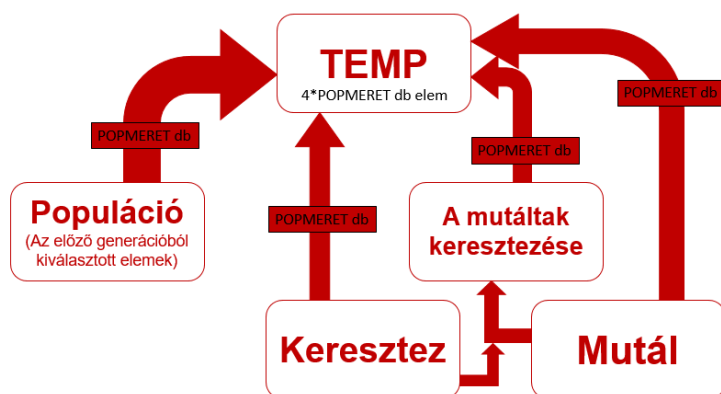 TEMP
4*POPMERET db elem
POPMERET db
POPMERET db
POPMERET db
POPMERET db
Populáció
(Az előző generációból
kiválasztott elemek)
A mutáltak
keresztezése
Keresztez
Mutál